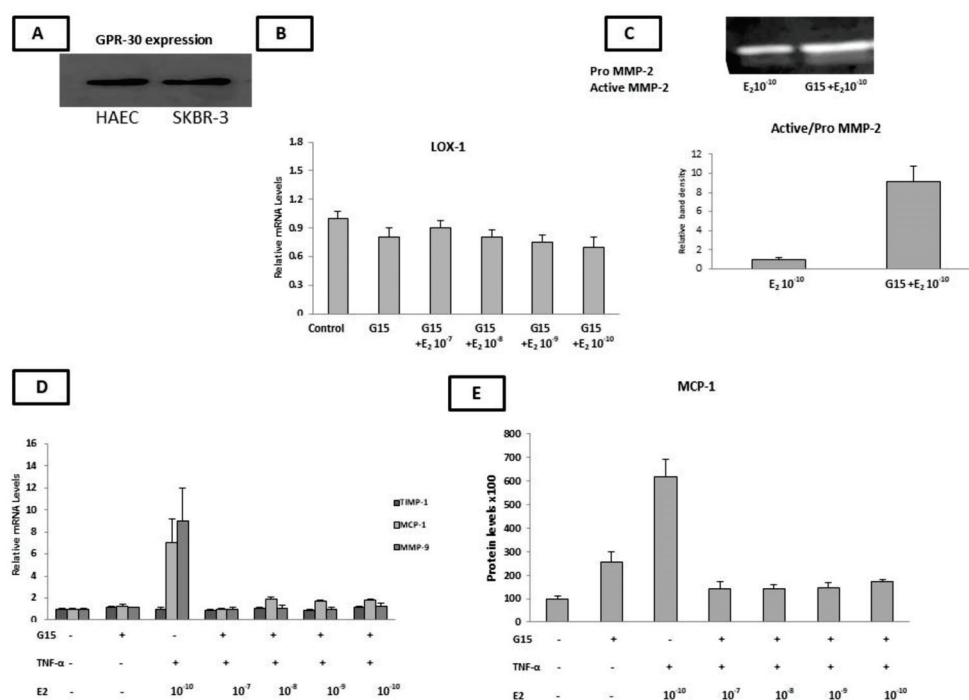 A
GPR-30 expression
HAEC SKBR-3
B
LOX-1
Relative mRNA Levels
1.8
1.5
1.2
0.9
0.6
0.3
0
Control G15 G15 G15 G15 G15
+E₂ 10⁻⁷ +E₂ 10⁻⁸ +E₂ 10⁻⁹ +E₂ 10⁻¹⁰
C
Pro MMP-2
Active MMP-2
E₂10⁻¹⁰ G15 +E₂10⁻¹⁰
Active/Pro MMP-2
Relative band density
12
10
8
6
4
2
0
E₂ 10⁻¹⁰ G15 +E₂ 10⁻¹⁰
D
Relative mRNA Levels
16
14
12
10
8
6
4
2
0
TIMP-1
MCP-1
MMP-9
G15 - + - + + + +
TNF-α - - + + + + +
E2 - - 10⁻¹⁰ 10⁻⁷ 10⁻⁸ 10⁻⁹ 10⁻¹⁰
E
MCP-1
Protein levels x100
800
700
600
500
400
300
200
100
0
G15 - + - + + + +
TNF-α - - + + + + +
E2 - - 10⁻¹⁰ 10⁻⁷ 10⁻⁸ 10⁻⁹ 10⁻¹⁰